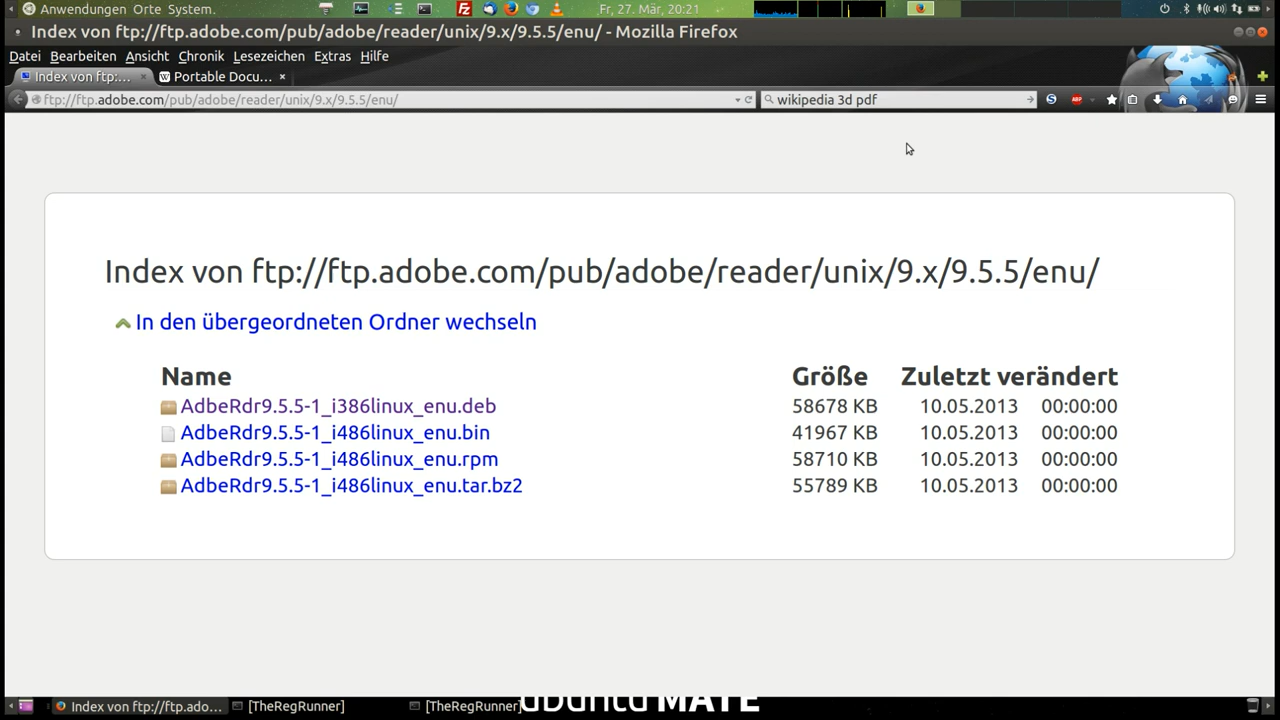 Anwendungen Orte System. Fr, 27. Mär, 20:21
Index von ftp://ftp.adobe.com/pub/adobe/reader/unix/9.x/9.5.5/enu/ - Mozilla Firefox
Datei Bearbeiten Ansicht Chronik Lesezeichen Extras Hilfe
Index von ftp:... Portable Docu...
ftp://ftp.adobe.com/pub/adobe/reader/unix/9.x/9.5.5/enu/ wikipedia 3d pdf ABP
Index von ftp://ftp.adobe.com/pub/adobe/reader/unix/9.x/9.5.5/enu/
In den übergeordneten Ordner wechseln
Name Größe Zuletzt verändert
AdbeRdr9.5.5-1_i386linux_enu.deb 58678 KB 10.05.2013 00:00:00
AdbeRdr9.5.5-1_i486linux_enu.bin 41967 KB 10.05.2013 00:00:00
AdbeRdr9.5.5-1_i486linux_enu.rpm 58710 KB 10.05.2013 00:00:00
AdbeRdr9.5.5-1_i486linux_enu.tar.bz2 55789 KB 10.05.2013 00:00:00
Index von ftp://ftp.ado... [TheRegRunner] [TheRegRunner] ubuntu MATE